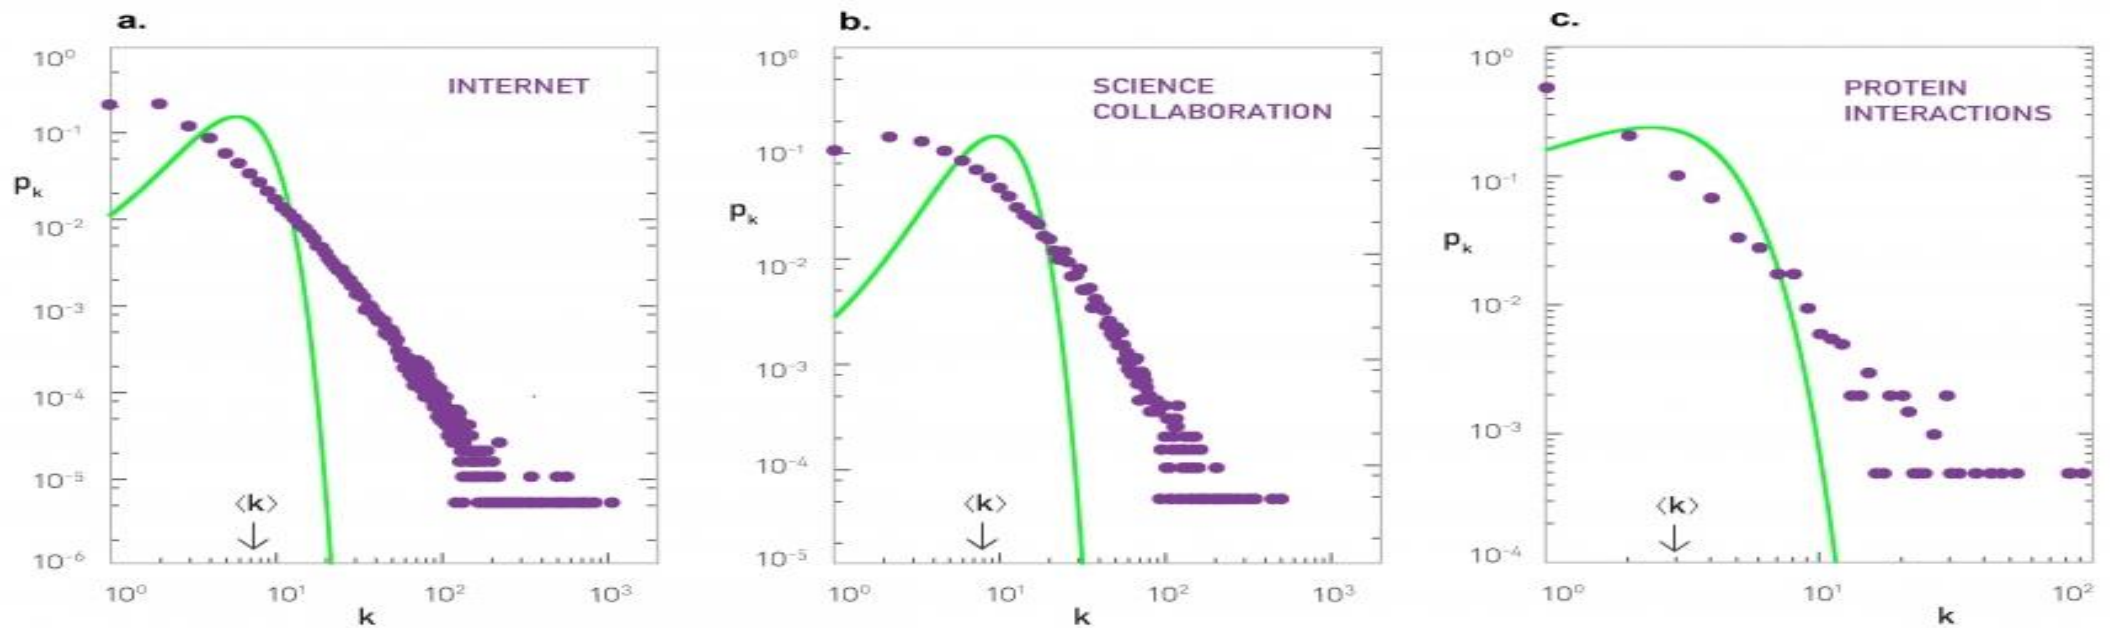 a.
INTERNET
10⁰
10⁻¹
pₖ
10⁻²
10⁻³
10⁻⁴
10⁻⁵
10⁻⁶
⟨k⟩
10⁰ 10¹ 10² 10³
k
b.
SCIENCE
COLLABORATION
10⁰
10⁻¹
pₖ
10⁻²
10⁻³
10⁻⁴
10⁻⁵
⟨k⟩
10⁰ 10¹ 10² 10³
k
c.
PROTEIN
INTERACTIONS
10⁰
10⁻¹
pₖ
10⁻²
10⁻³
10⁻⁴
⟨k⟩
10⁰ 10¹ 10²
k